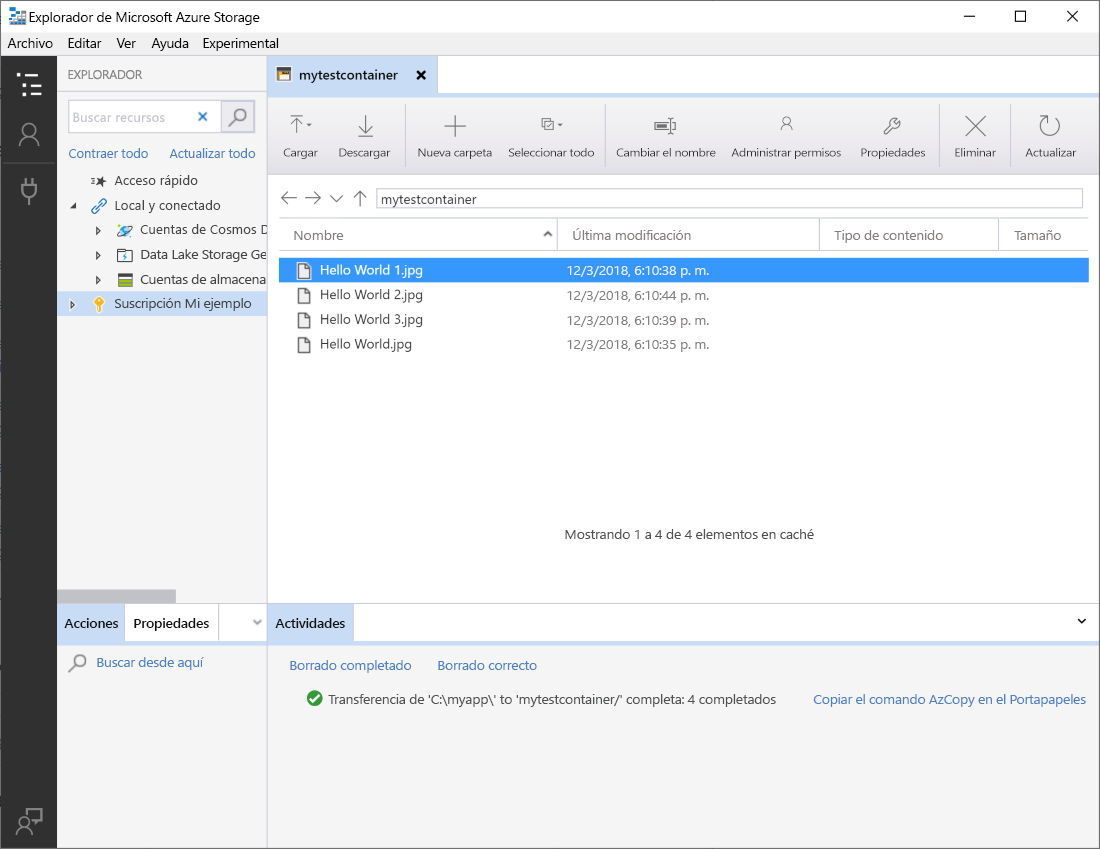 Explorador de Microsoft Azure Storage
Archivo Editar Ver Ayuda Experimental
EXPLORADOR
Buscar recursos
Contraer todo Actualizar todo
Acceso rápido
Local y conectado
Cuentas de Cosmos D
Data Lake Storage Ge
Cuentas de almacena
Suscripción Mi ejemplo
mytestcontainer
Cargar Descargar Nueva carpeta Seleccionar todo Cambiar el nombre Administrar permisos Propiedades Eliminar Actualizar
mytestcontainer
Nombre Última modificación Tipo de contenido Tamaño
Hello World 1.jpg 12/3/2018, 6:10:38 p. m.
Hello World 2.jpg 12/3/2018, 6:10:44 p. m.
Hello World 3.jpg 12/3/2018, 6:10:39 p. m.
Hello World.jpg 12/3/2018, 6:10:35 p. m.
Mostrando 1 a 4 de 4 elementos en caché
Acciones Propiedades
Buscar desde aquí
Actividades
Borrado completado Borrado correcto
Transferencia de 'C:\myapp\' to 'mytestcontainer/' completa: 4 completados Copiar el comando AzCopy en el Portapapeles